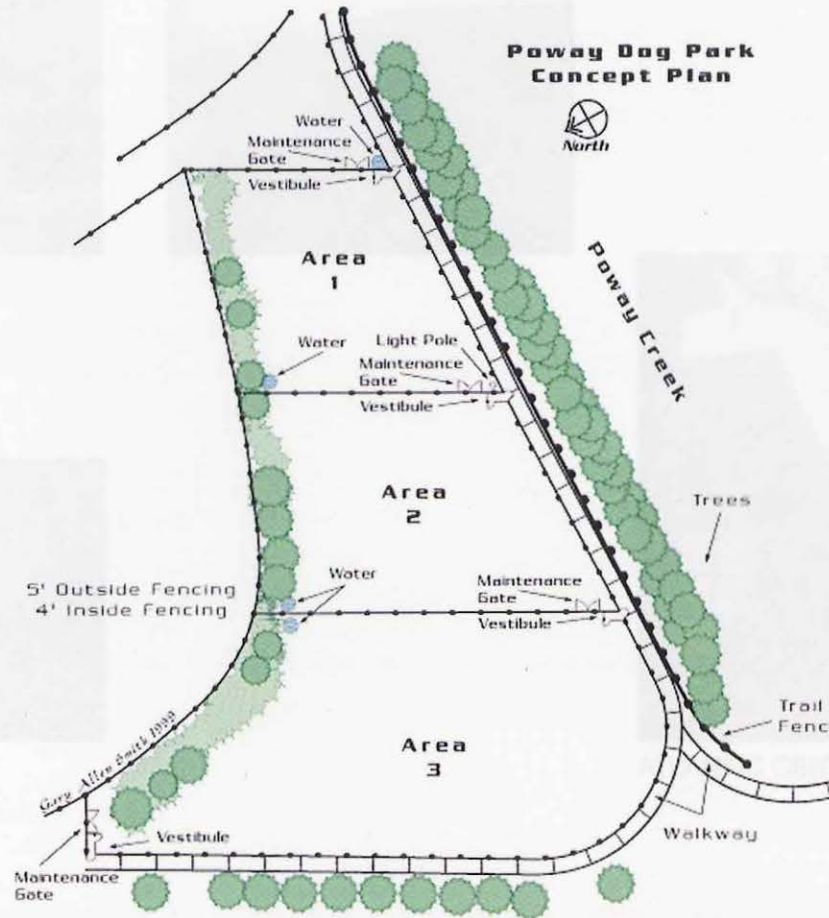 Poway Dog Park
Concept Plan
North
Water
Maintenance
Gate
Vestibule
Area
1
Poway Creek
Water
Light Pole
Maintenance
Gate
Vestibule
Area
2
Trees
5' Outside Fencing
4' Inside Fencing
Water
Maintenance
Gate
Vestibule
Area
3
Trail
Fenc
Gary Allen Smith 1999
Walkway
Vestibule
Maintenance
Gate